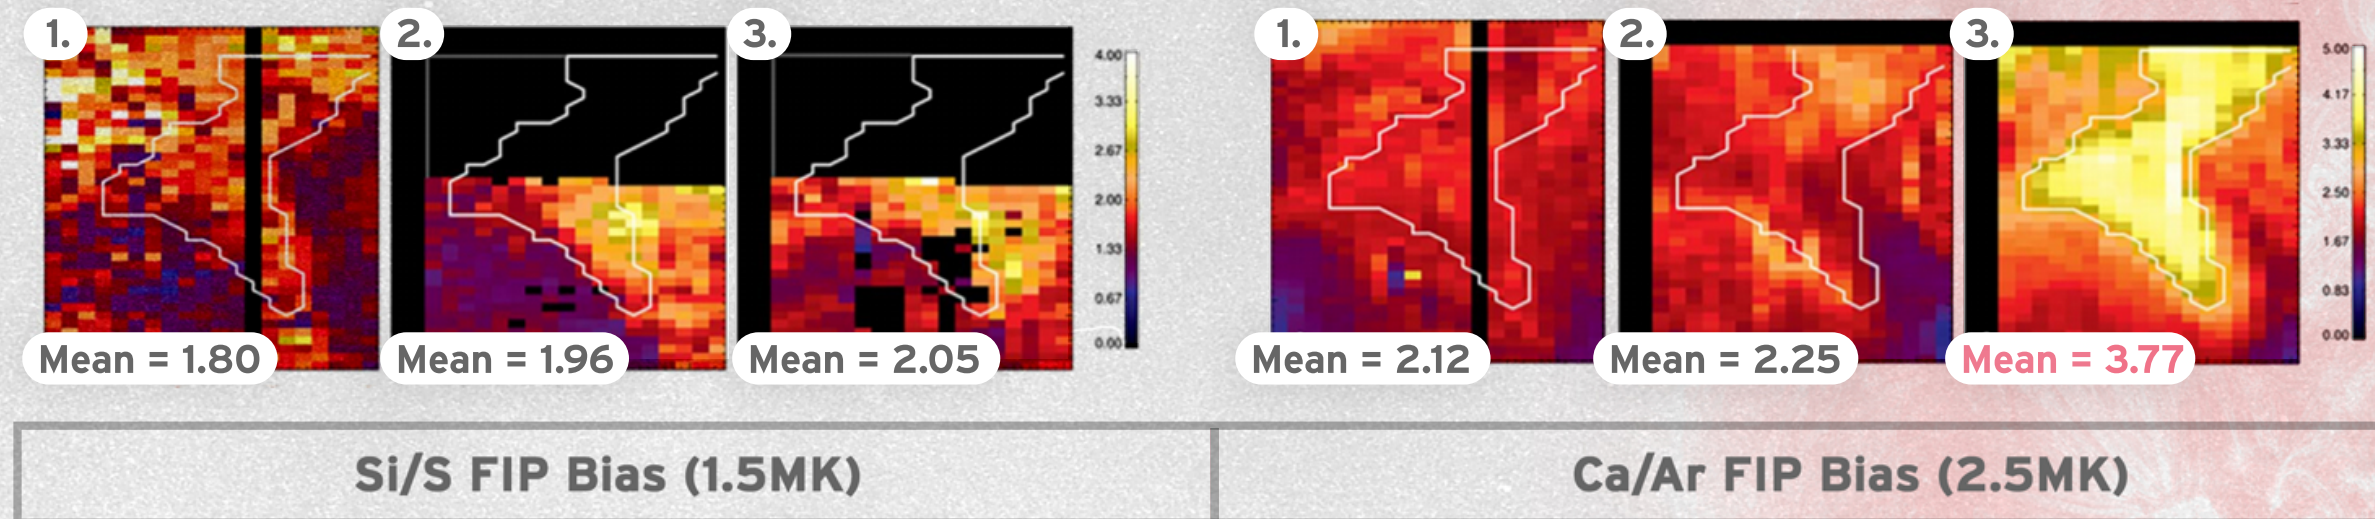 1.
2.
3.
4.00
3.33
2.67
2.00
1.33
0.67
0.00
Mean = 1.80
Mean = 1.96
Mean = 2.05
1.
2.
3.
5.00
4.17
3.33
2.50
1.67
0.83
0.00
Mean = 2.12
Mean = 2.25
Mean = 3.77
Si/S FIP Bias (1.5MK)
Ca/Ar FIP Bias (2.5MK)